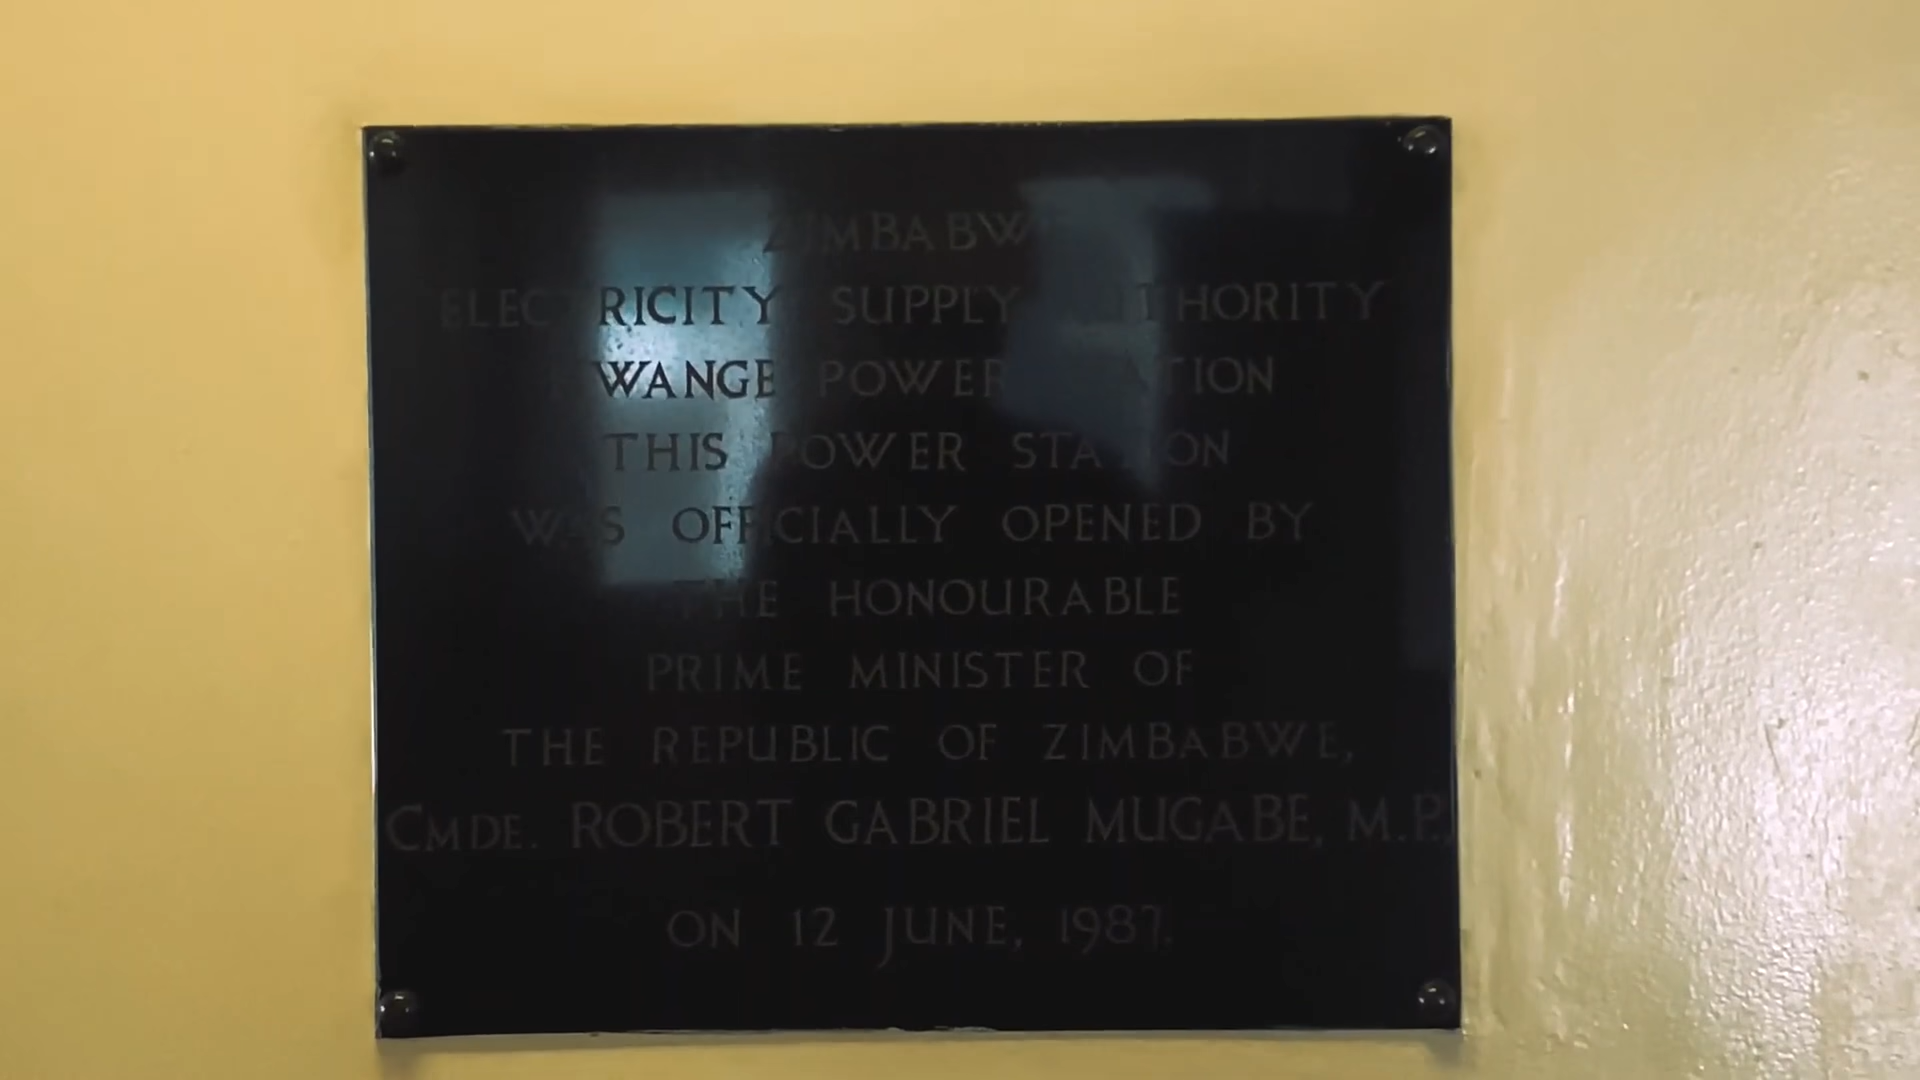 ZIMBABWE
ELECTRICITY SUPPLY AUTHORITY
HWANGE POWER STATION
THIS POWER STATION
WAS OFFICIALLY OPENED BY
THE HONOURABLE
PRIME MINISTER OF
THE REPUBLIC OF ZIMBABWE,
CMDE. ROBERT GABRIEL MUGABE, M.P.
ON 12 JUNE, 1987.